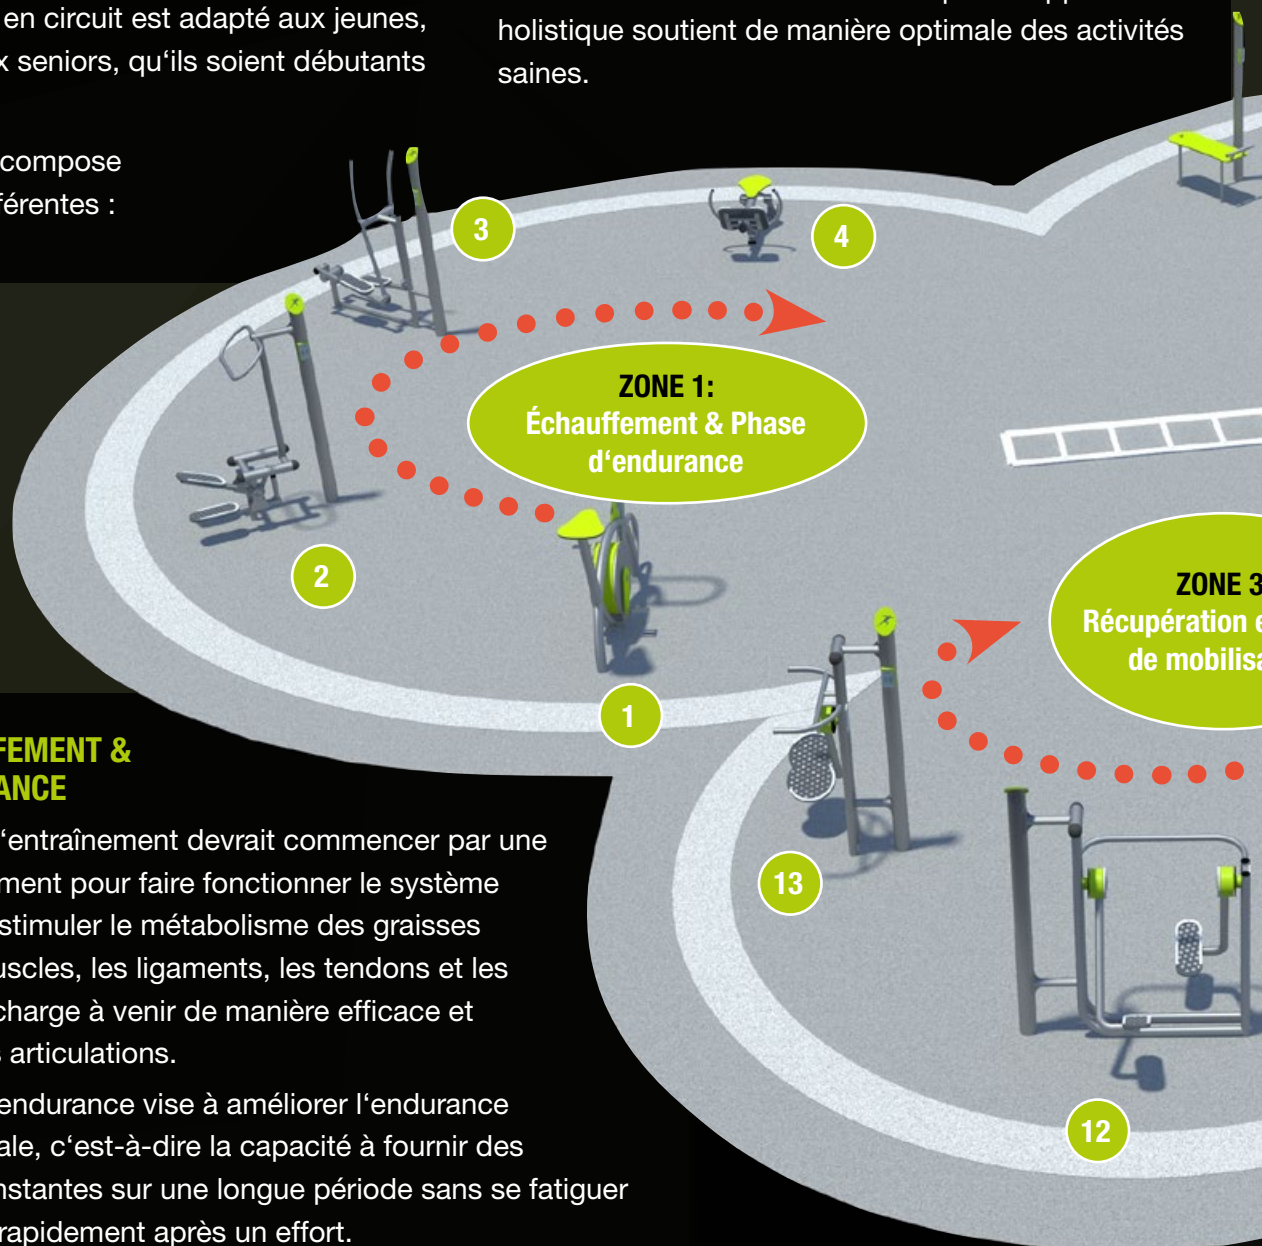 en circuit est adapté aux jeunes,
x seniors, qu‘ils soient débutants
compose
férentes :
holistique soutient de manière optimale des activités
saines.
3
4
ZONE 1:
Échauffement & Phase
d‘endurance
2
1
ZONE 3
Récupération e
de mobilisa
13
12
FEMENT &
ANCE
‘entraînement devrait commencer par une
ment pour faire fonctionner le système
stimuler le métabolisme des graisses
uscles, les ligaments, les tendons et les
charge à venir de manière efficace et
s articulations.
endurance vise à améliorer l‘endurance
ale, c‘est-à-dire la capacité à fournir des
nstantes sur une longue période sans se fatiguer
rapidement après un effort.